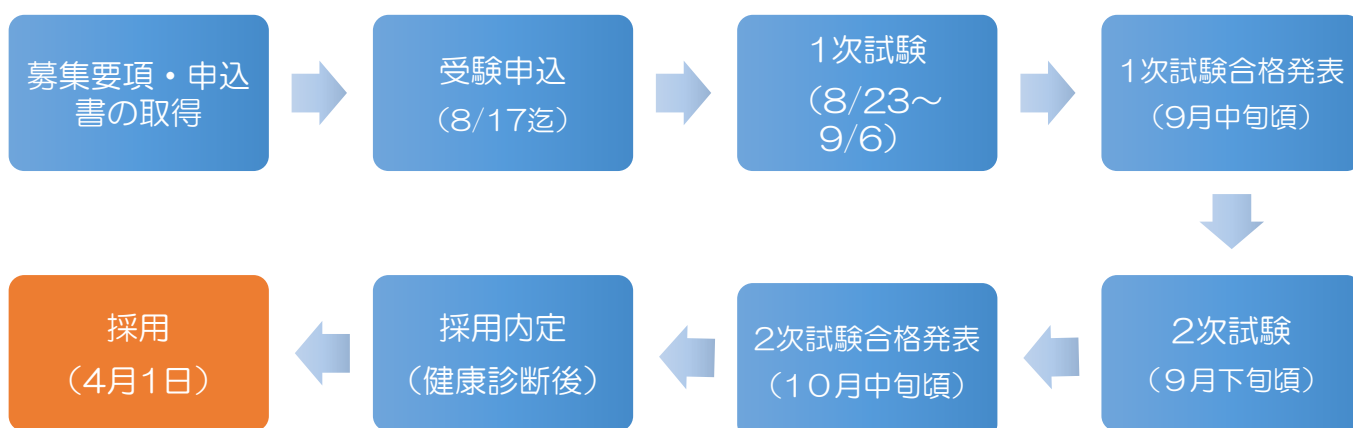 募集要項・申込
書の取得
受験申込
（8/17迄）
1次試験
（8/23～
9/6）
1次試験合格発表
（9月中旬頃）
2次試験
（９月下旬頃）
2次試験合格発表
（１０月中旬頃）
採用内定
（健康診断後）
採用
（4月1日）